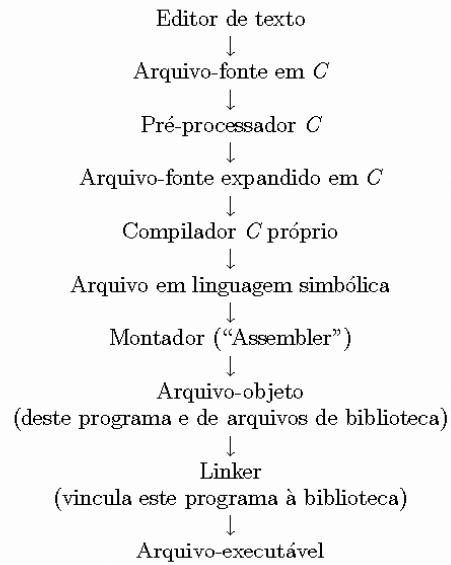 Editor de texto
↓
Arquivo-fonte em C
↓
Pré-processador C
↓
Arquivo-fonte expandido em C
↓
Compilador C próprio
↓
Arquivo em linguagem simbólica
↓
Montador (“Assembler”)
↓
Arquivo-objeto
(deste programa e de arquivos de biblioteca)
↓
Linker
(vincula este programa à biblioteca)
↓
Arquivo-executável